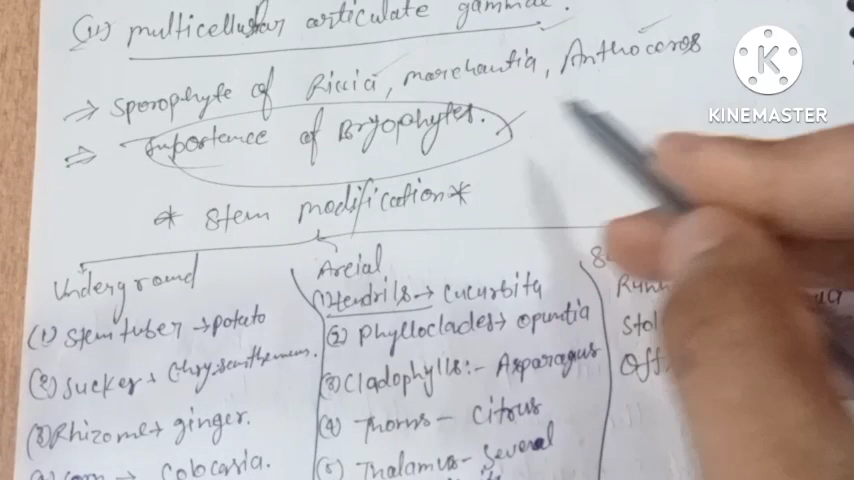 (ii) multicellular articulate gammae.
⇒ Sporophyte of Riccia, marchantia, Anthoceros
⇒ Importance of Bryophytes.
* Stem modification *
Underground
(1) Stem tuber → potato
(2) sucker →
(3) Rhizome → ginger.
→ Colocasia.
Areial
(1) Tendrils → Cucurbita
(2) Phylloclades → opuntia
(3) Cladophylls :- Asparagus
(4) Thorns - Citrus
(5) Thalamus - several
KINEMASTER